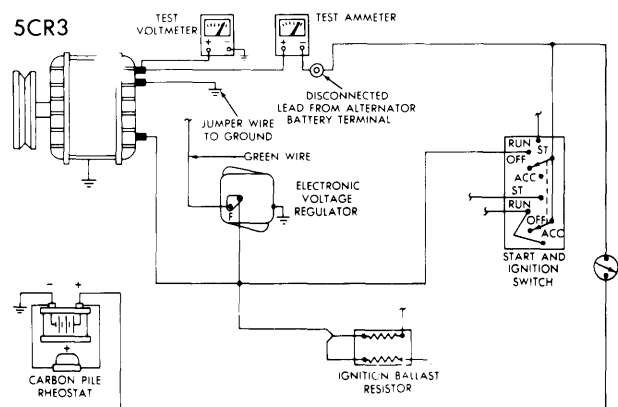 5CR3
TEST
VOLTMETER
TEST AMMETER
+ −
+ −
DISCONNECTED
LEAD FROM ALTERNATOR
BATTERY TERMINAL
JUMPER WIRE
TO GROUND
GREEN WIRE
ELECTRONIC
VOLTAGE
REGULATOR
F
RUN
ST
OFF
ACC
ST
RUN
OFF
ACC
START AND
IGNITION
SWITCH
− +
+
CARBON PILE
RHEOSTAT
IGNITION BALLAST
RESISTOR